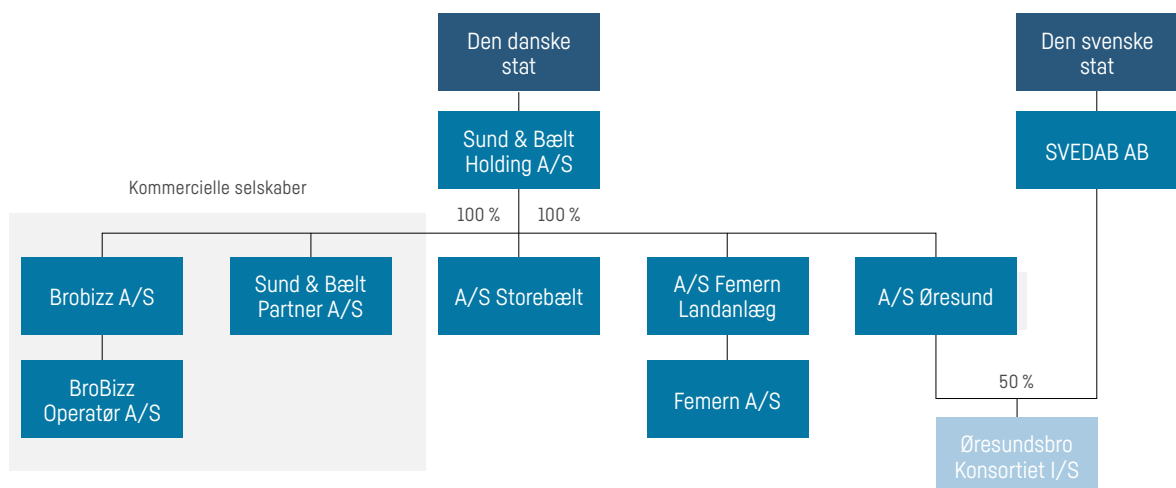 Den danske
stat
Den svenske
stat
Sund & Bælt
Holding A/S
SVEDAB AB
Kommercielle selskaber
100 %
100 %
Brobizz A/S
Sund & Bælt
Partner A/S
A/S Storebælt
A/S Femern
Landanlæg
A/S Øresund
BroBizz
Operatør A/S
Femern A/S
50 %
Øresundsbro
Konsortiet I/S